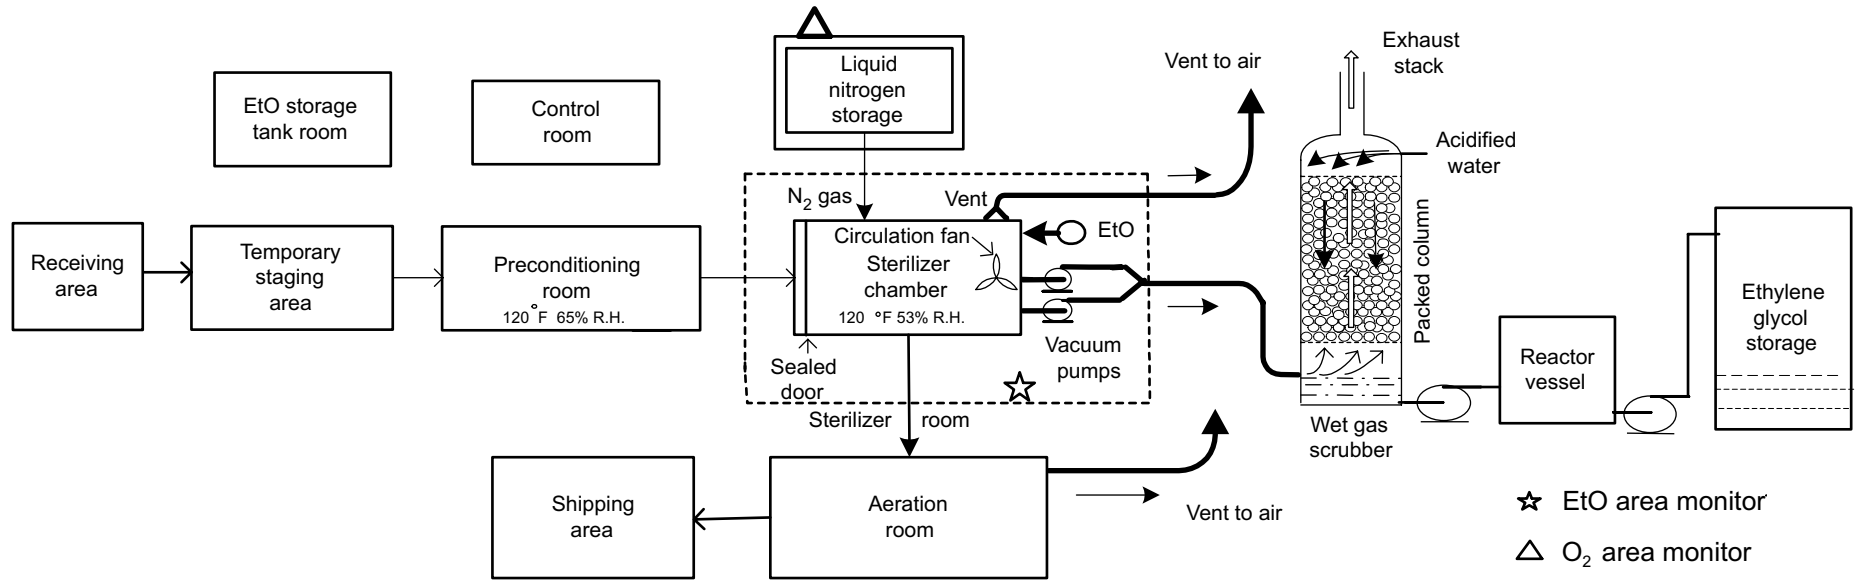 Exhaust
stack
Vent to air
Liquid
nitrogen
storage
EtO storage
tank room
Control
room
Acidified
water
N2 gas
Vent
EtO
Circulation fan
Sterilizer
chamber
120 °F 53% R.H.
Receiving
area
Temporary
staging
area
Preconditioning
room
120°F 65% R.H.
Packed column
Ethylene
glycol
storage
Vacuum
pumps
Sealed
door
Reactor
vessel
Sterilizer room
Wet gas
scrubber
Shipping
area
Aeration
room
Vent to air
EtO area monitor
O2 area monitor